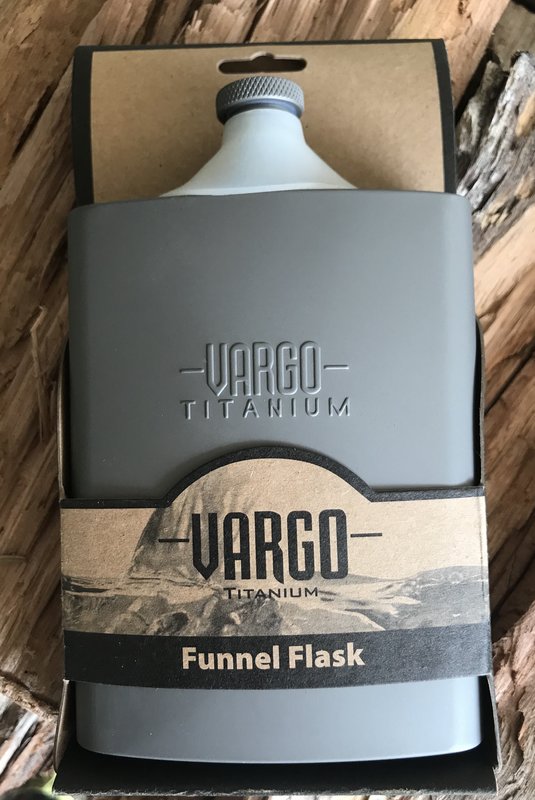 -VARGO-
TITANIUM
-VARGO-
TITANIUM
Funnel Flask